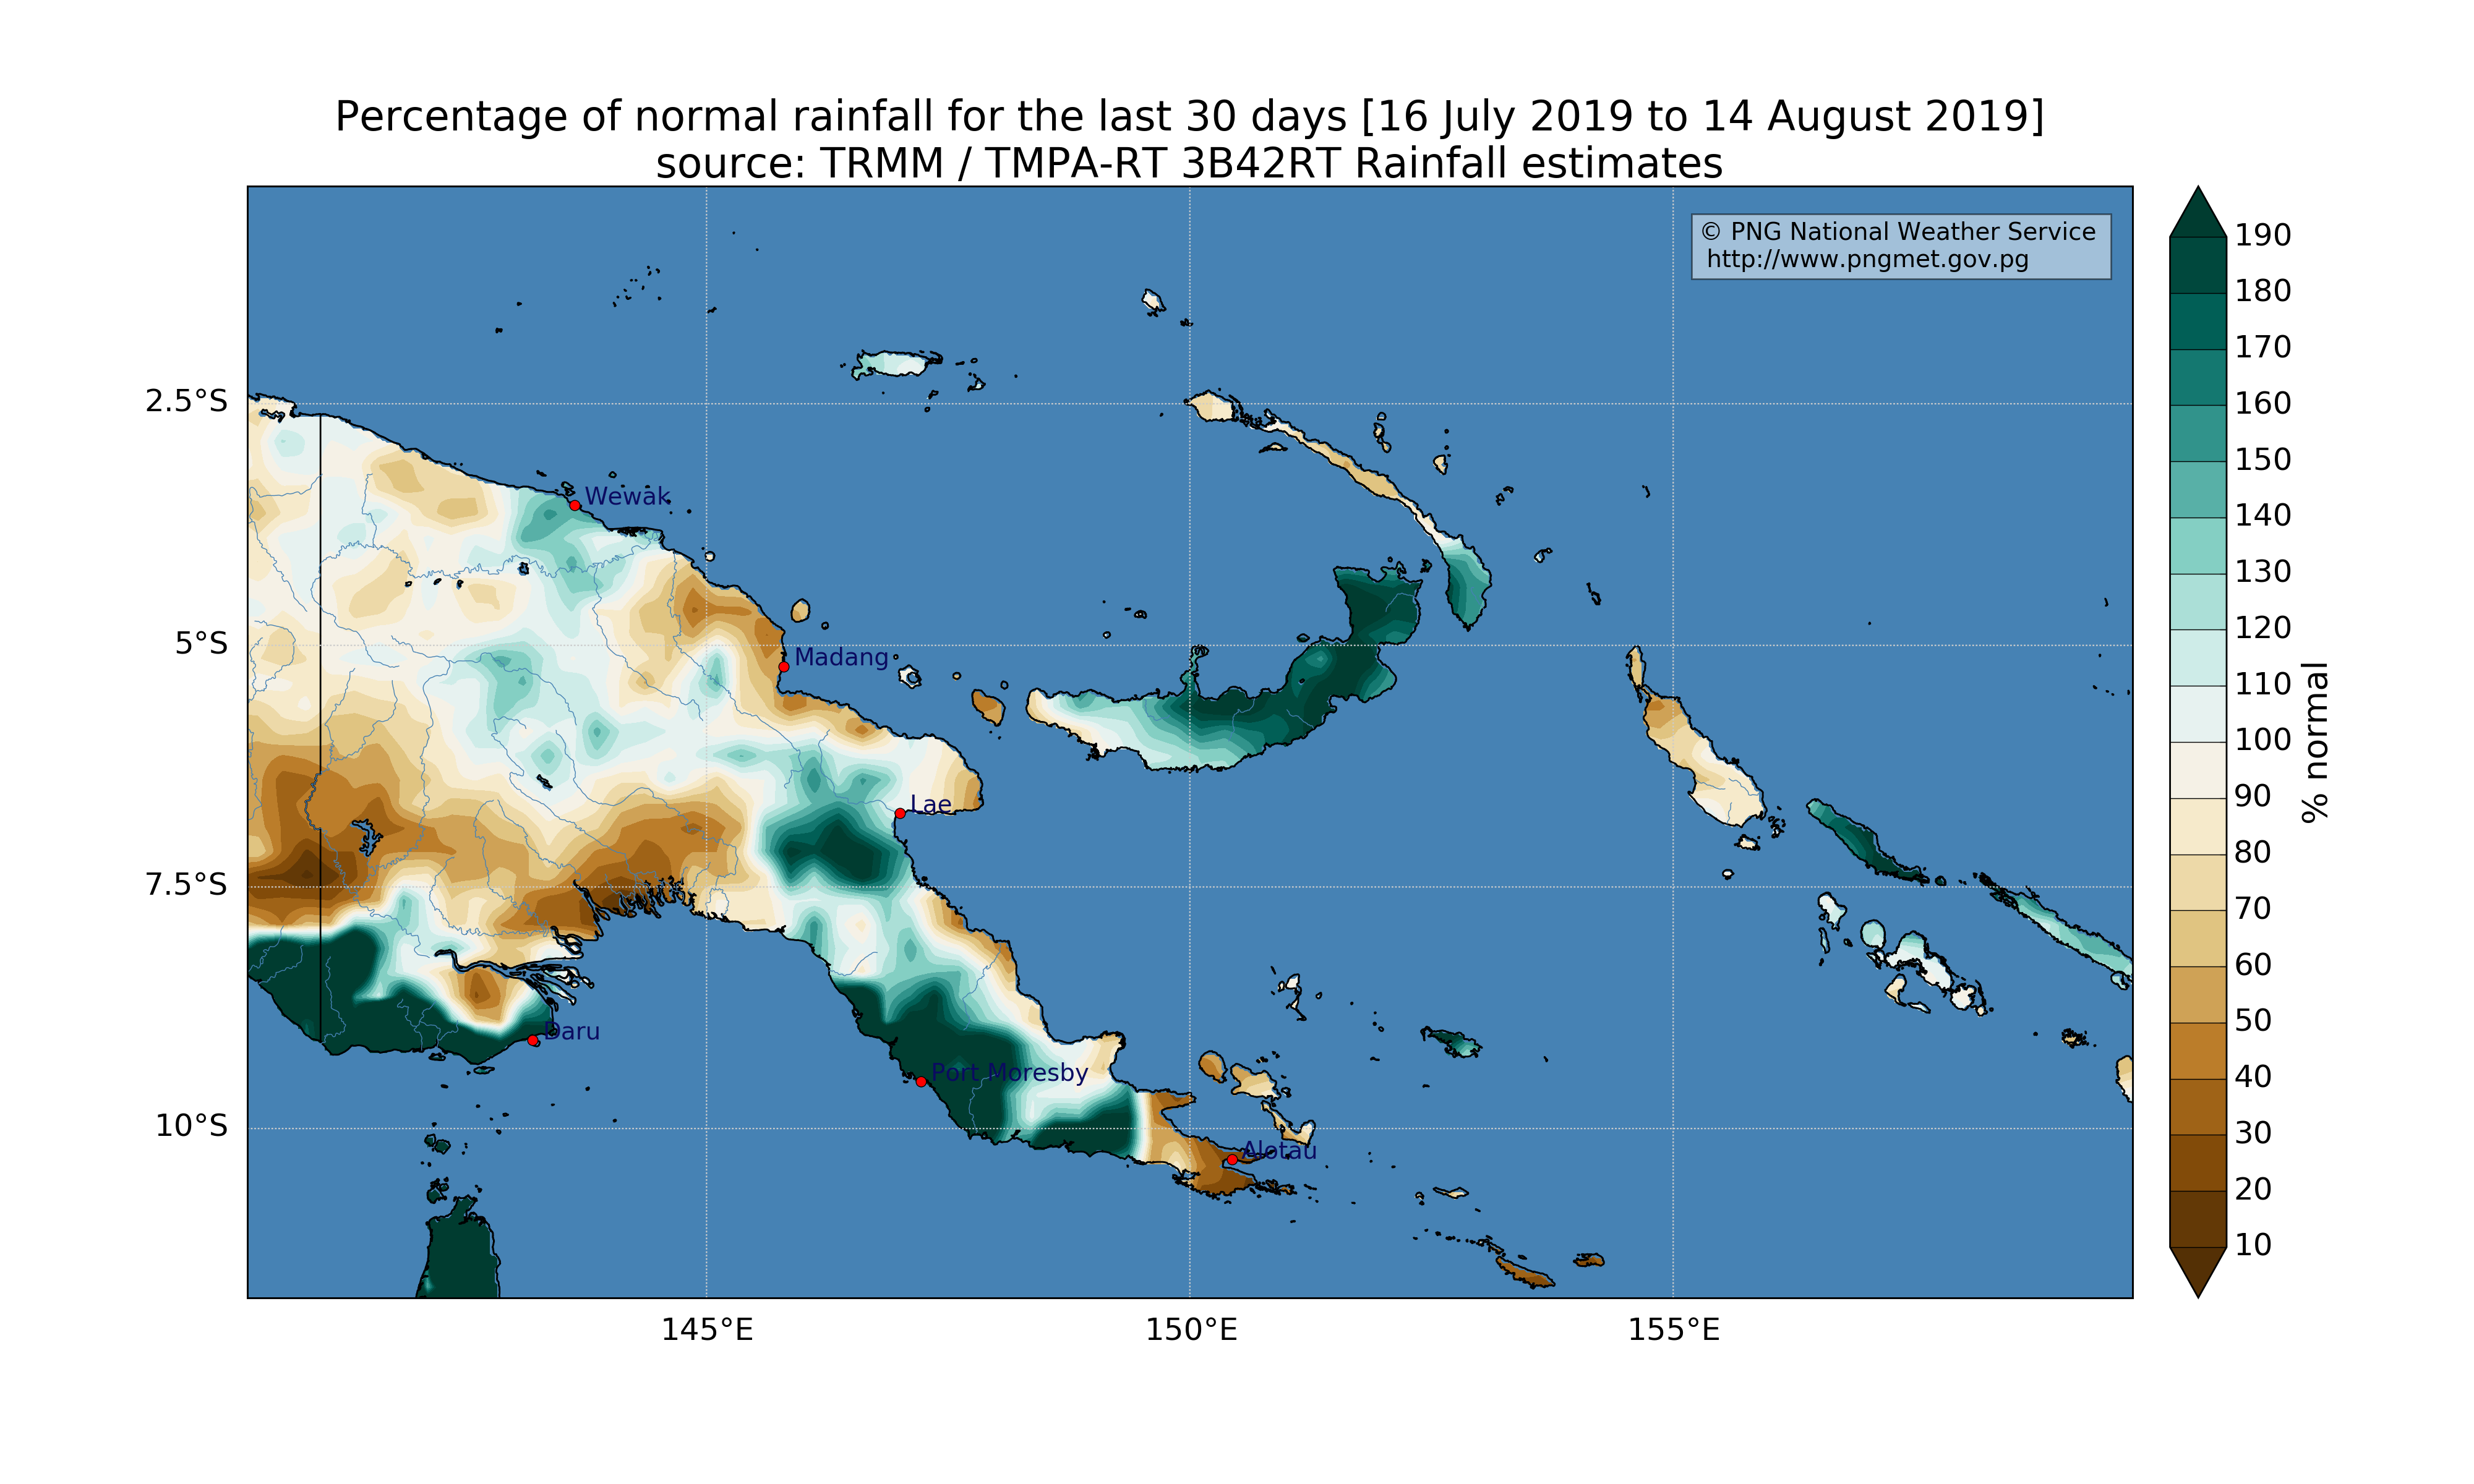 Percentage of normal rainfall for the last 30 days [16 July 2019 to 14 August 2019]
source: TRMM / TMPA-RT 3B42RT Rainfall estimates
© PNG National Weather Service
http://www.pngmet.gov.pg
190
180
170
160
150
140
130
120
110
100
90
80
70
60
50
40
30
20
10
% normal
2.5°S
5°S
7.5°S
10°S
Wewak
Madang
Lae
Daru
Port Moresby
Alotau
145°E
150°E
155°E